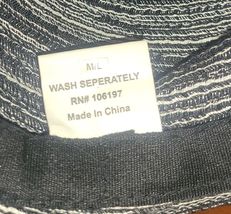 M/L
WASH SEPERATELY
RN# 106197
Made In China